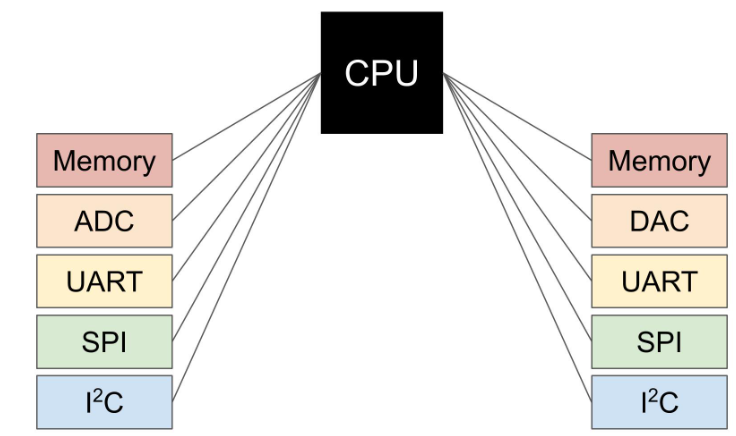 CPU
Memory
ADC
UART
SPI
I²C
Memory
DAC
UART
SPI
I²C